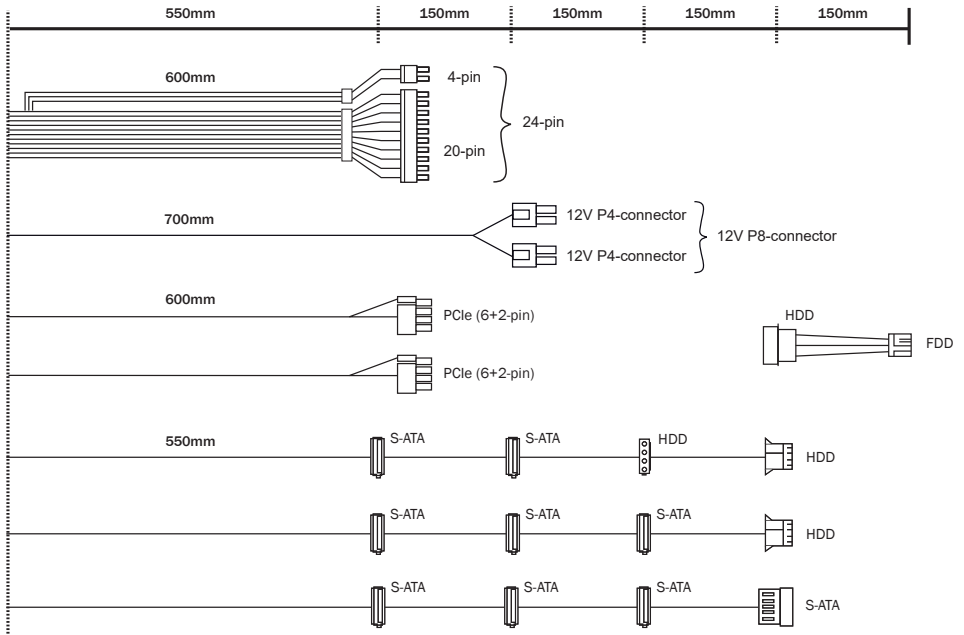 550mm 150mm 150mm 150mm 150mm
600mm
4-pin
24-pin
20-pin
700mm
12V P4-connector
12V P8-connector
12V P4-connector
600mm
PCIe (6+2-pin)
HDD
FDD
PCIe (6+2-pin)
550mm
S-ATA S-ATA HDD
HDD
S-ATA S-ATA S-ATA
HDD
S-ATA S-ATA S-ATA
S-ATA